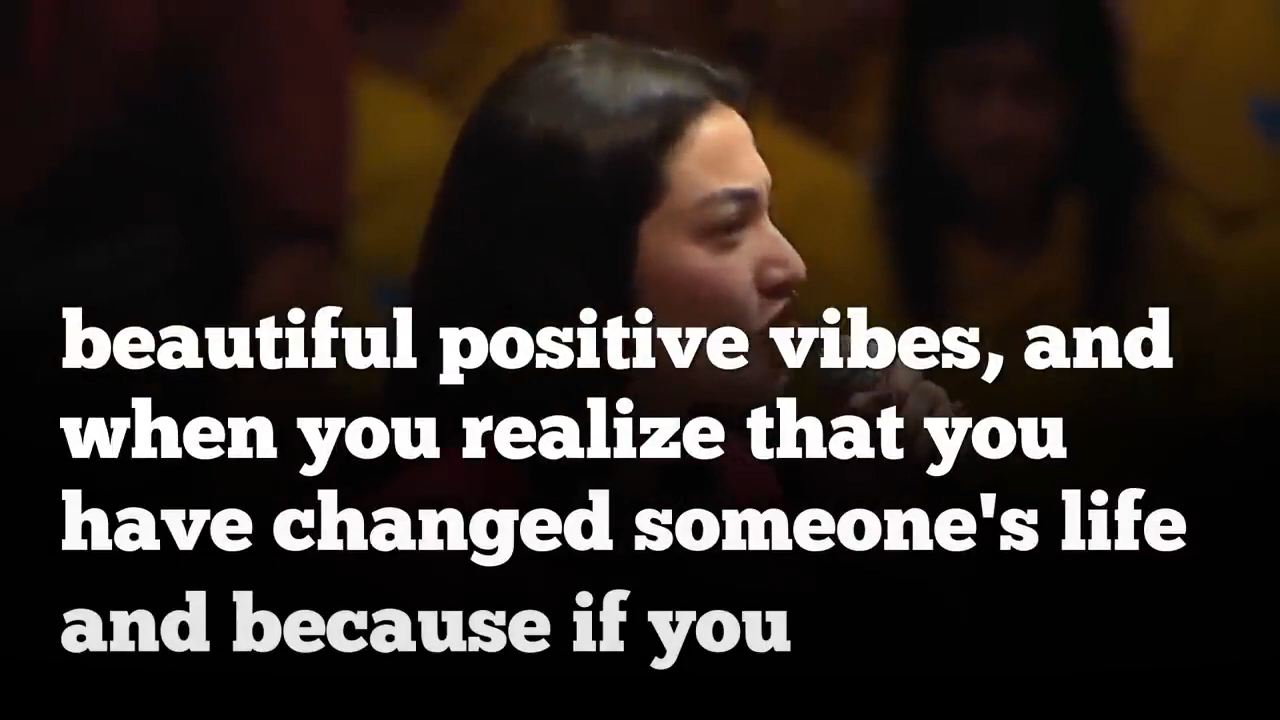 beautiful positive vibes, and
when you realize that you
have changed someone's life
and because if you